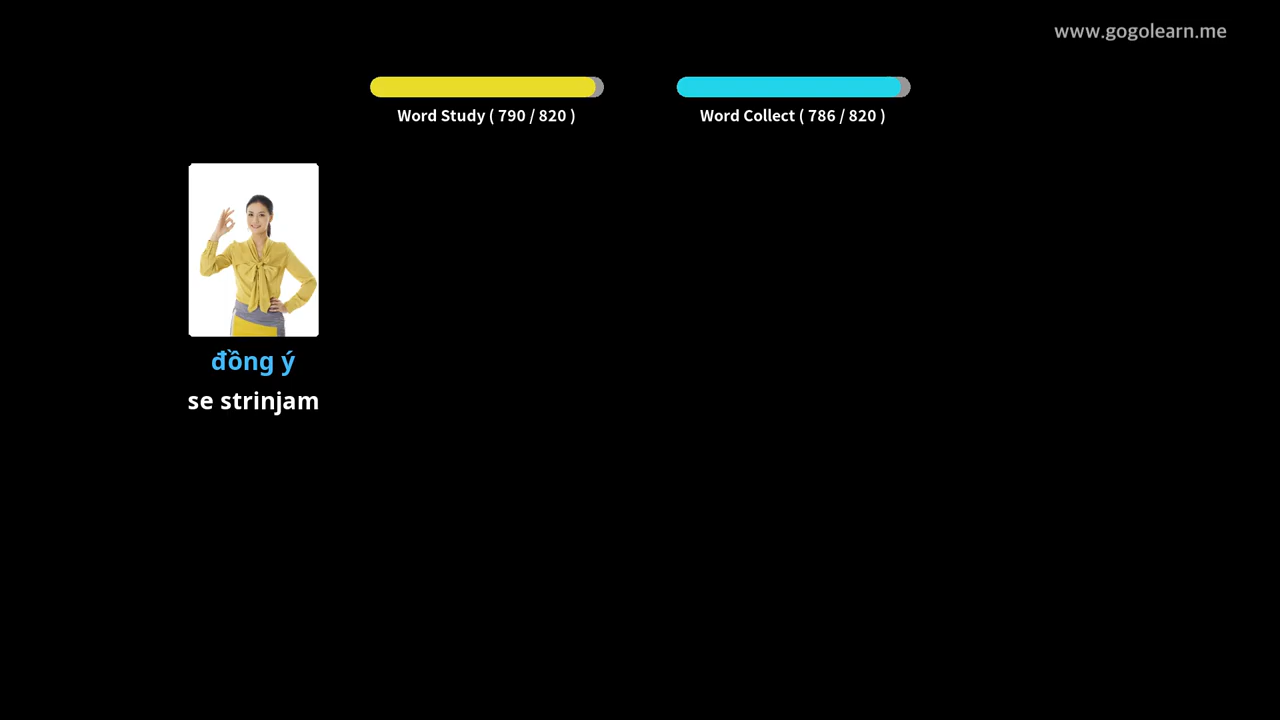 www.gogolearn.me
Word Study ( 790 / 820 )
Word Collect ( 786 / 820 )
đồng ý
se strinjam